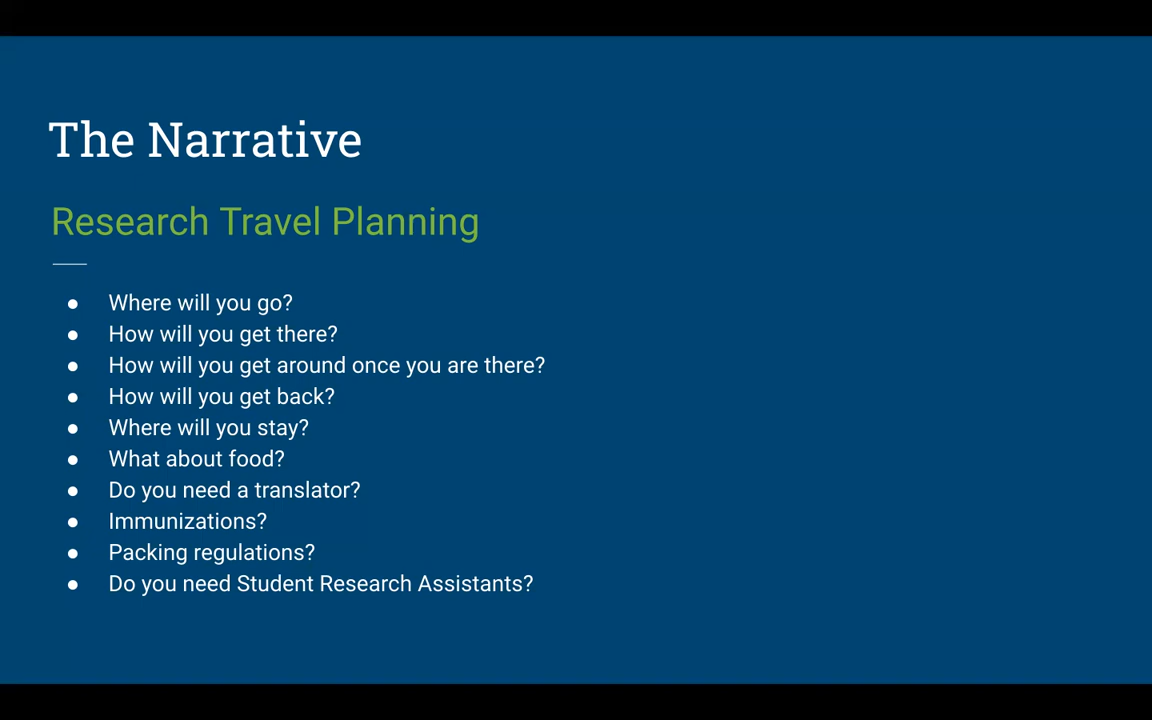 The Narrative
Research Travel Planning
● Where will you go?
● How will you get there?
● How will you get around once you are there?
● How will you get back?
● Where will you stay?
● What about food?
● Do you need a translator?
● Immunizations?
● Packing regulations?
● Do you need Student Research Assistants?